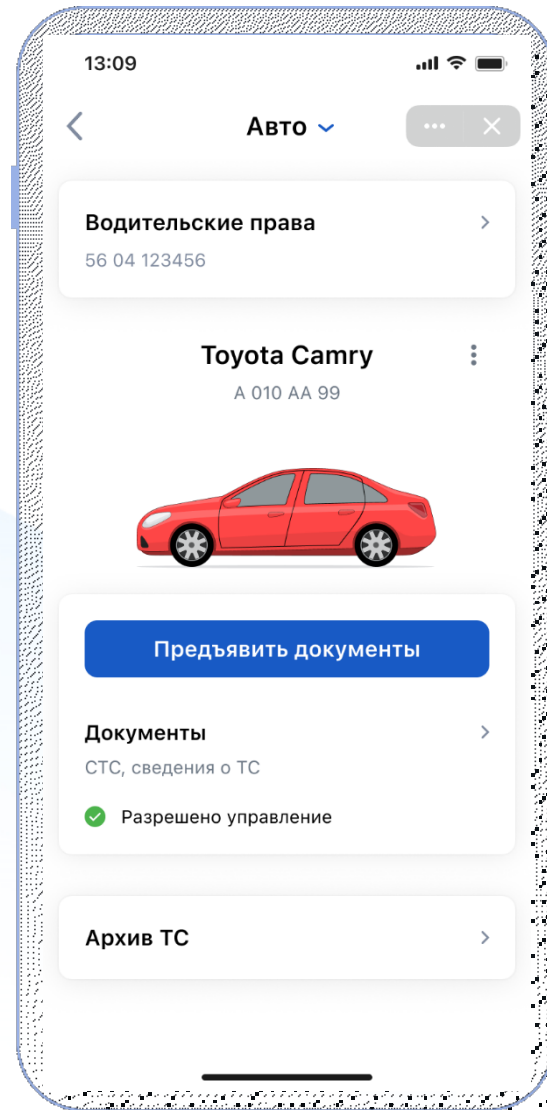 13:09
Авто
Водительские права
56 04 123456
Toyota Camry
А 010 АА 99
Предъявить документы
Документы
СТС, сведения о ТС
Разрешено управление
Архив ТС